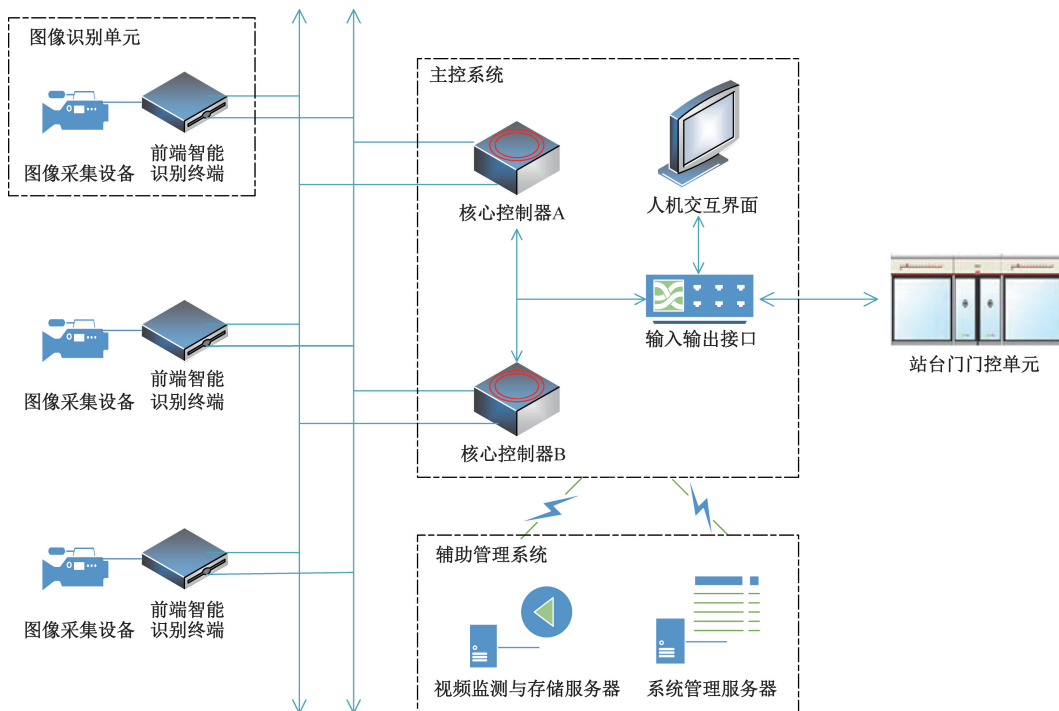 图像识别单元
图像采集设备
前端智能
识别终端
主控系统
核心控制器A
人机交互界面
输入输出接口
站台门门控单元
图像采集设备
前端智能
识别终端
核心控制器B
图像采集设备
前端智能
识别终端
辅助管理系统
视频监测与存储服务器
系统管理服务器